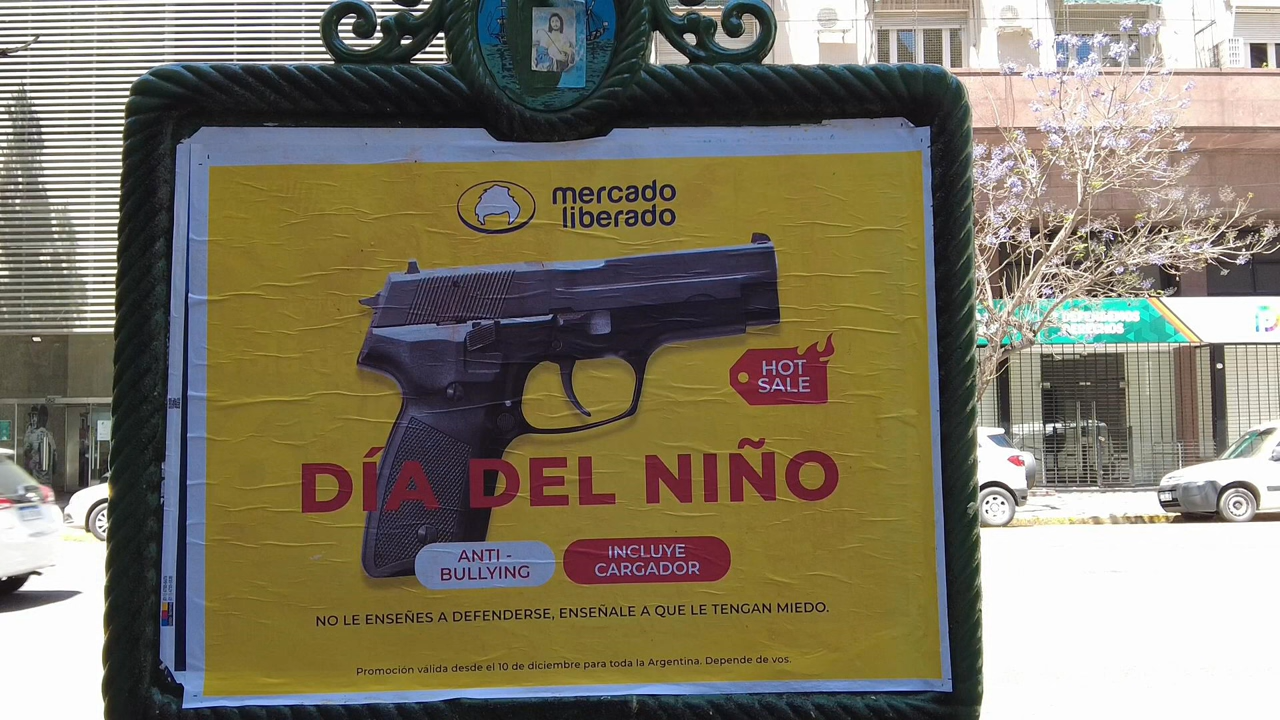 mercado
liberado
HOT
SALE
DÍA DEL NIÑO
ANTI -
BULLYING
INCLUYE
CARGADOR
NO LE ENSEÑES A DEFENDERSE, ENSEÑALE A QUE LE TENGAN MIEDO.
Promoción válida desde el 10 de diciembre para toda la Argentina. Depende de vos.